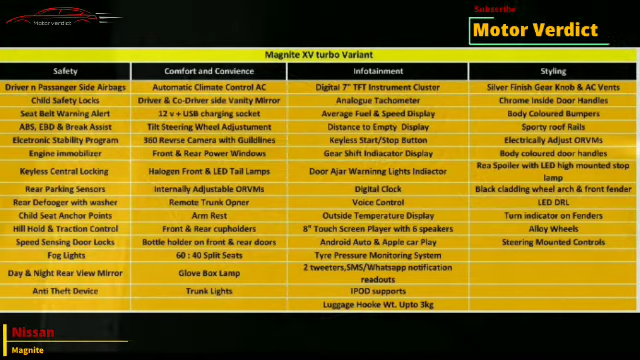 Motorverdict
Subscribe
Motor Verdict
Magnite XV turbo Variant
Safety Comfort and Convience Infotainment Styling
Driver n Passanger Side Airbags Automatic Climate Control AC Digital 7" TFT Instrument Cluster Silver Finish Gear Knob & AC Vents
Child Safety Locks Driver & Co-Driver side Vanity Mirror Analogue Tachometer Chrome Inside Door Handles
Seat Belt Warning Alert 12 v + USB charging socket Average Fuel & Speed Display Body Coloured Bumpers
ABS, EBD & Break Assist Tilt Steering Wheel Adjustument Distance to Empty Display Sporty roof Rails
Elcetronic Stability Program 360 Revrse Camera with Guildlines Keyless Start/Stop Button Electrically Adjust ORVMs
Engine immobilizer Front & Rear Power Windows Gear Shift Indiacator Display Body coloured door handles
Keyless Central Locking Halogen Front & LED Tail Lamps Door Ajar Warninng Lights Indiactor Rea Spoiler with LED high mounted stop
lamp
Rear Parking Sensors Internally Adjustable ORVMs Digital Clock Black cladding wheel arch & front fender
Rear Defooger with washer Remote Trunk Opner Voice Control LED DRL
Child Seat Anchor Points Arm Rest Outside Temperature Display Turn indicator on Fenders
Hill Hold & Traction Control Front & Rear cupholders 8" Touch Screen Player with 6 speakers Alloy Wheels
Speed Sensing Door Locks Bottle holder on front & rear doors Android Auto & Apple car Play Steering Mounted Controls
Fog Lights 60 : 40 Split Seats Tyre Pressure Monitoring System
Day & Night Rear View Mirror Glove Box Lamp 2 tweeters,SMS/Whatsapp notification
readouts
Anti Theft Device Trunk Lights IPOD supports
Luggage Hooke Wt. Upto 3kg
Nissan
Magnite